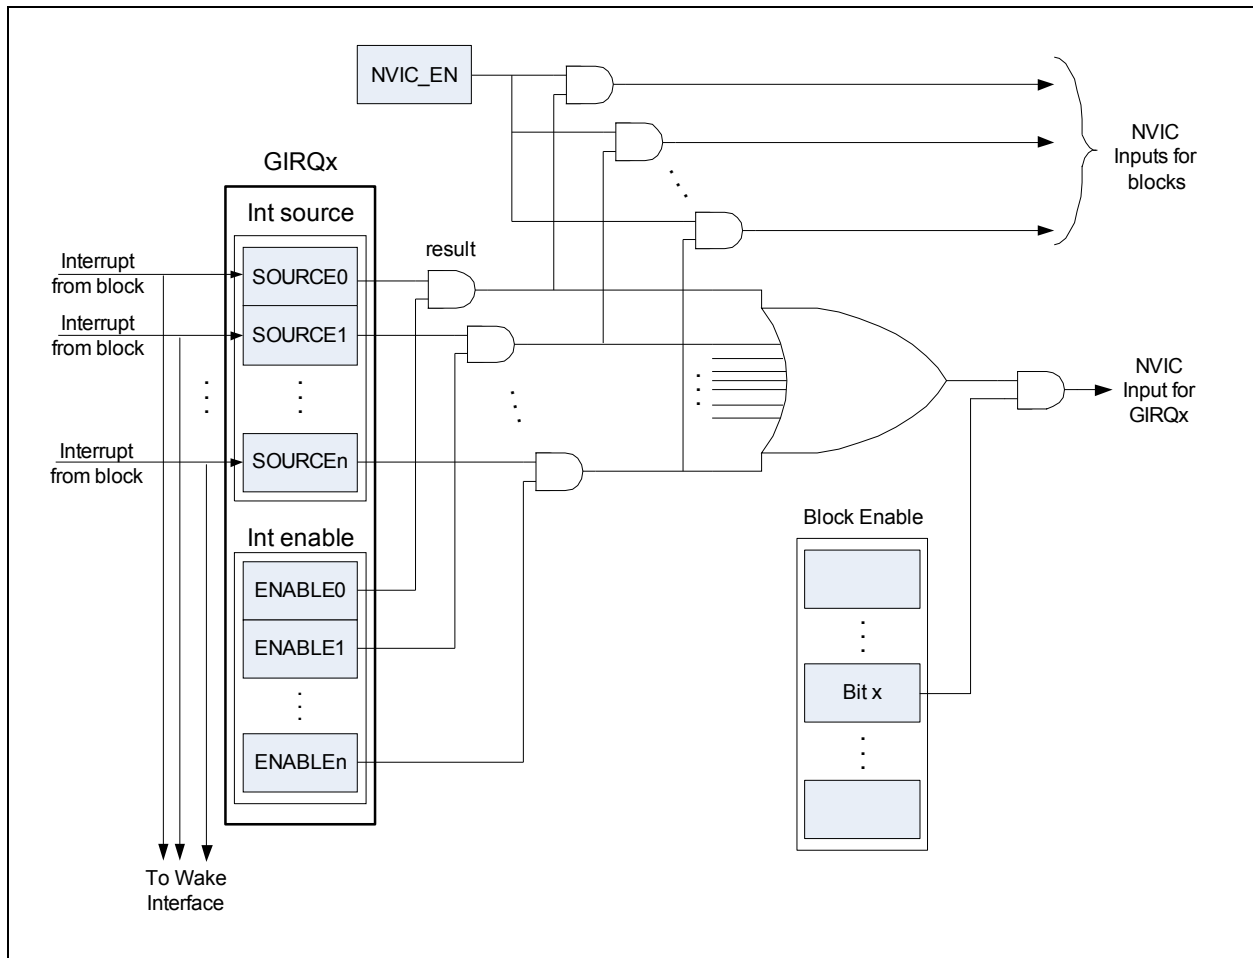 NVIC_EN
NVIC
Inputs for
blocks
GIRQx
Int source
result
Interrupt
from block
SOURCE0
Interrupt
from block
SOURCE1
Interrupt
from block
SOURCEn
NVIC
Input for
GIRQx
Block Enable
Int enable
ENABLE0
ENABLE1
Bit x
ENABLEn
To Wake
Interface